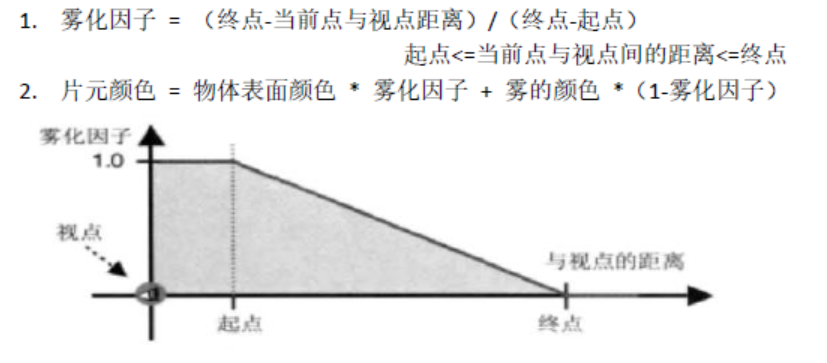 1. 雾化因子 = （终点-当前点与视点距离）/（终点-起点）
起点<=当前点与视点间的距离<=终点
2. 片元颜色 = 物体表面颜色 * 雾化因子 + 雾的颜色 *（1-雾化因子）
雾化因子
1.0
视点
与视点的距离
起点
终点